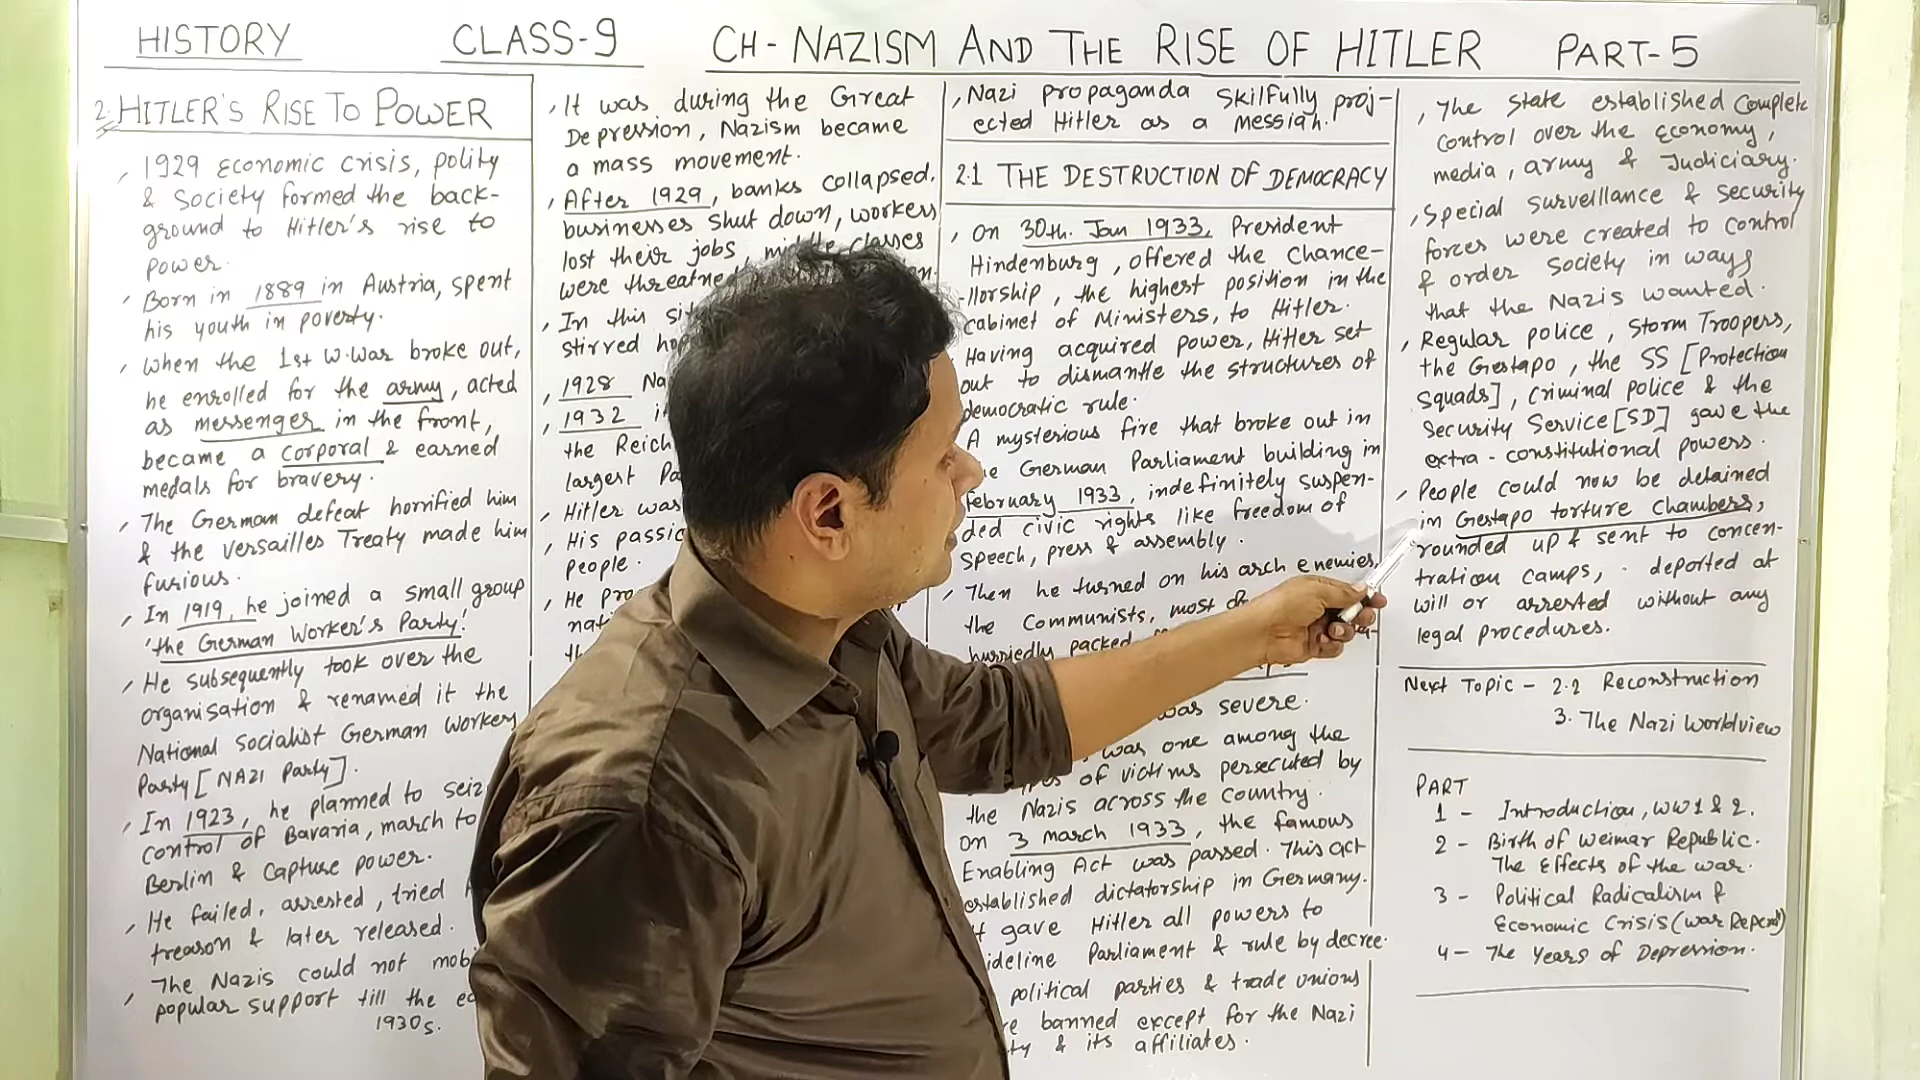 HISTORY CLASS-9 CH- NAZISM AND THE RISE OF HITLER PART-5
2. HITLER'S RISE TO POWER
, 1929 economic crisis, polity
& society formed the back-
ground to Hitler's rise to
power.
, Born in 1889 in Austria, spent
his youth in poverty.
, When the 1st W.War broke out,
he enrolled for the army, acted
as messenger in the front,
became a corporal & earned
medals for bravery.
, The German defeat horrified him
& the Versailles Treaty made him
furious.
, In 1919, he joined a small group
'the German Worker's Party'.
, He subsequently took over the
organisation & renamed it the
National Socialist German Workers
Party [NAZI Party].
, In 1923, he planned to
control of Bavaria, march to
Berlin & capture power.
, He failed, arrested, tried
treason & later released.
, The Nazis could not
popular support till the
1930s.
, It was during the Great
Depression, Nazism became
a mass movement.
, After 1929, banks collapsed,
businesses shut down, workers
lost their jobs, middle classes
were
, In this
stirred
, 1928
, 1932
the
largest
, Hitler was
, His
people.
, He
, Nazi propaganda skilfully proj-
ected Hitler as a messiah.
2.1 THE DESTRUCTION OF DEMOCRACY
, On 30th. Jan 1933, President
Hindenburg, offered the Chance-
-llorship, the highest position in the
cabinet of Ministers, to Hitler.
Having acquired power, Hitler set
out to dismantle the structures of
democratic rule.
A mysterious fire that broke out in
German Parliament building in
February 1933, indefinitely suspen-
ded civic rights like freedom of
speech, press & assembly.
, Then he turned on his arch enemies,
the Communists, most
hurriedly packed
was severe.
was one among the
of victims persecuted by
the Nazis across the country.
On 3 March 1933, the famous
Enabling Act was passed. This act
established dictatorship in Germany.
gave Hitler all powers to
Parliament & rule by decree.
political parties & trade unions
banned except for the Nazi
& its affiliates.
, The state established complete
control over the economy,
media, army & Judiciary.
, Special surveillance & security
forces were created to control
& order society in ways
that the Nazis wanted.
, Regular police, Storm Troopers,
the Gestapo, the SS [Protection
Squads], criminal police & the
Security Service [SD] gave the
extra-constitutional powers.
, People could now be detained
in Gestapo torture chambers,
rounded up & sent to concen-
tration camps, deported at
will or arrested without any
legal procedures.
Next Topic - 2.2 Reconstruction
3. The Nazi Worldview
PART
1 - Introduction, WW1 & 2.
2 - Birth of Weimar Republic.
The Effects of the war.
3 - Political Radicalism &
Economic Crisis
4 - The Years of Depression.